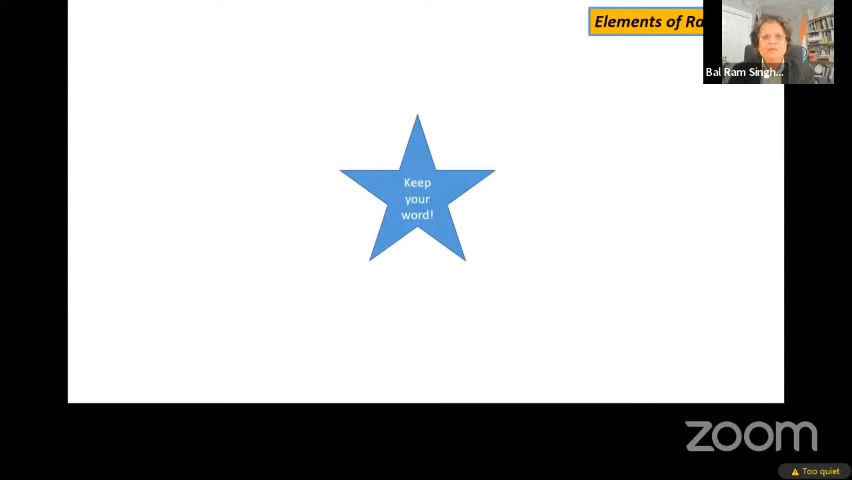 Elements of Ra
Bal Ram Singh...
Keep
your
word!
zoom
Too quiet